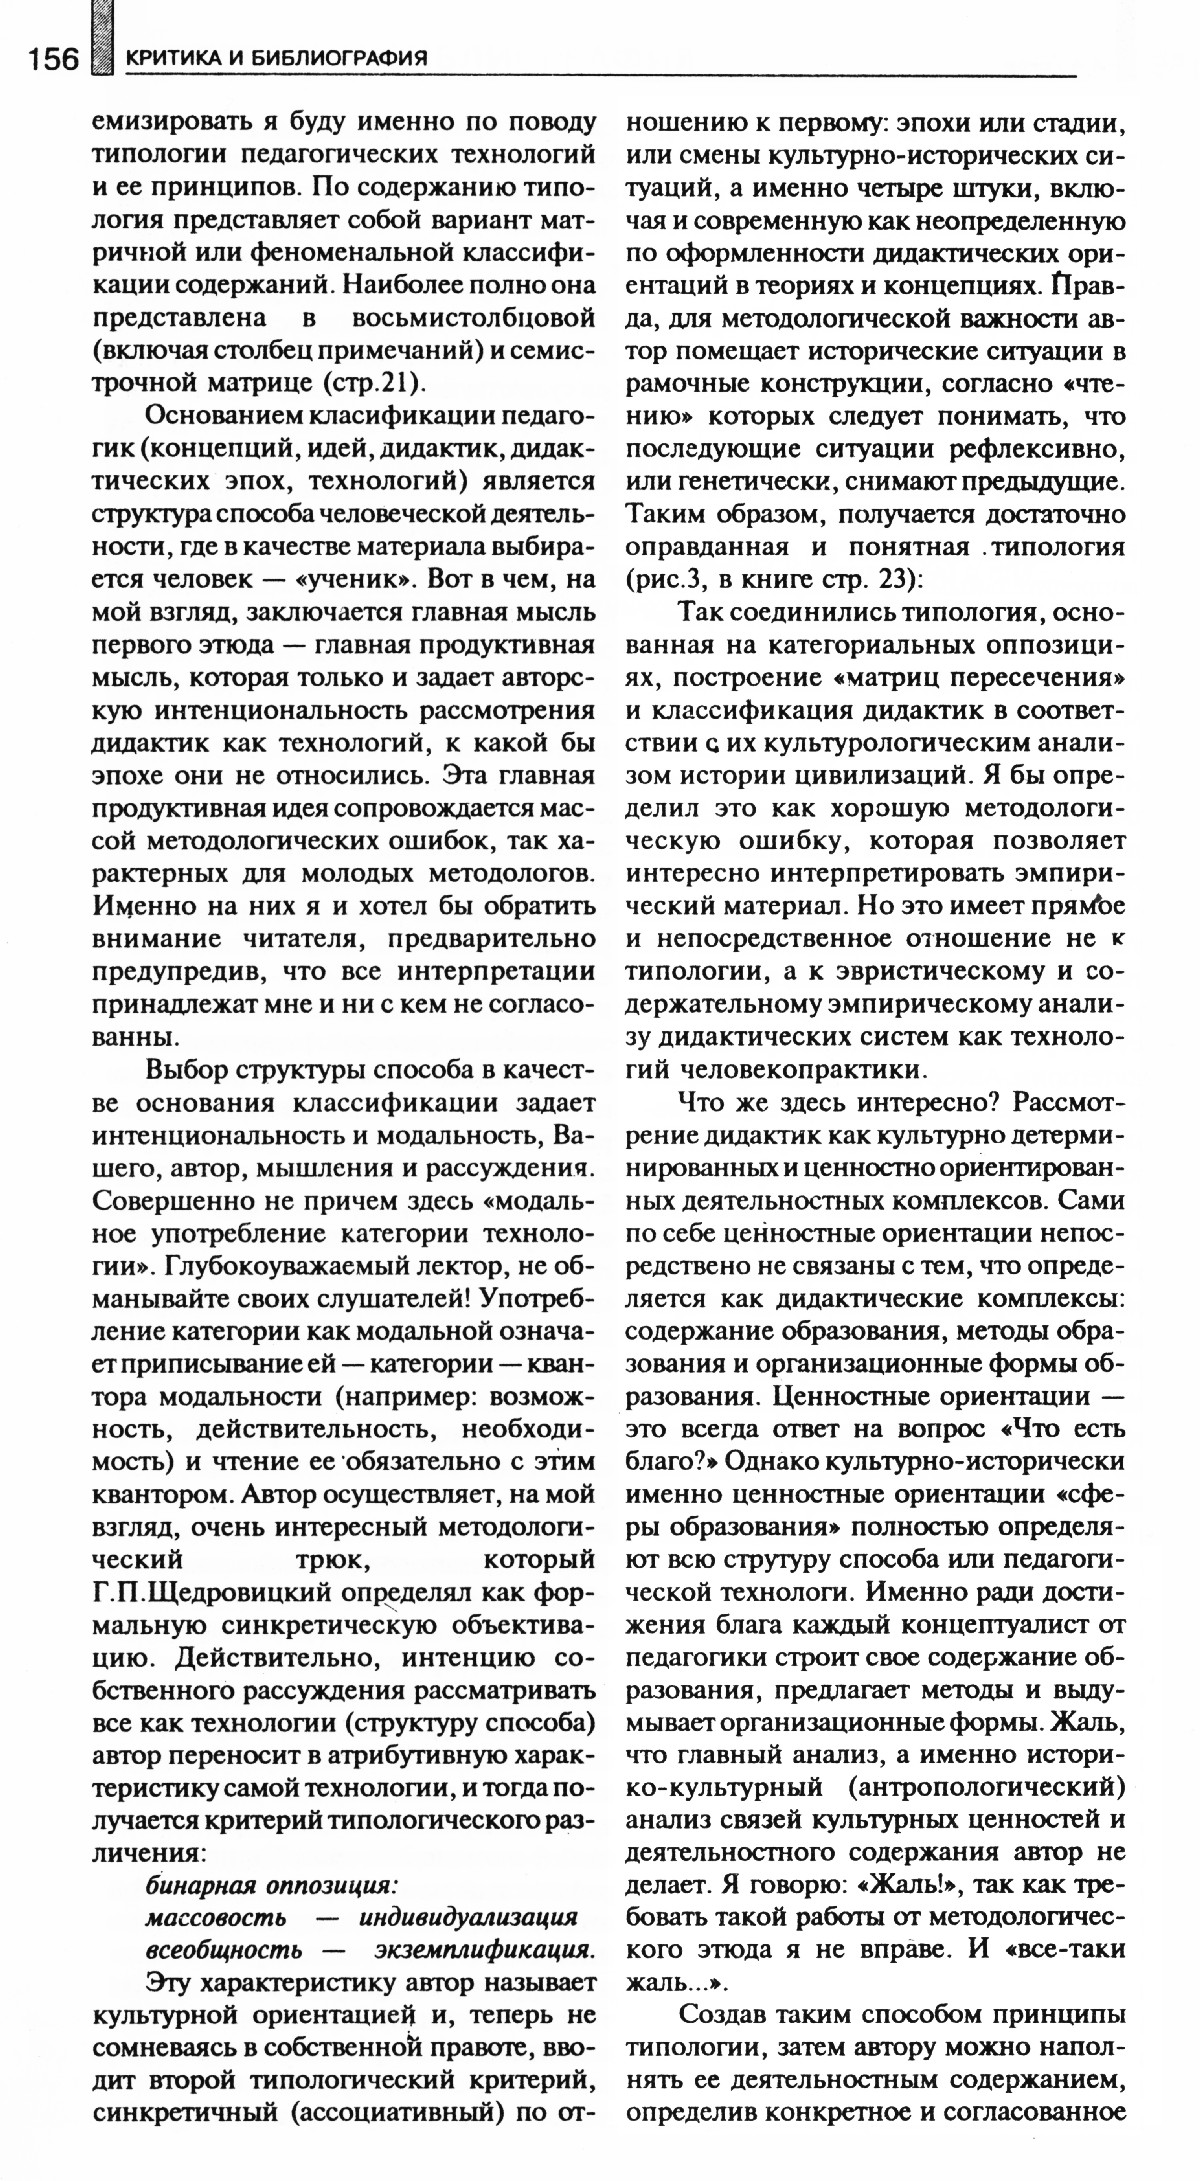 156
КРИТИКА И БИБЛИОГРАФИЯ
емизировать я буду именно по поводу
типологии педагогических технологий
и ее принципов. По содержанию типо-
логия представляет собой вариант мат-
ричной или феноменальной классифи-
кации содержаний. Наиболее полно она
представлена в восьмистолбцовой
(включая столбец примечаний) и семис-
трочной матрице (стр.21).
Основанием класификации педаго-
гик (концепций, идей, дидактик, дидак-
тических эпох, технологий) является
структура способа человеческой деятель-
ности, где в качестве материала выбира-
ется человек — «ученик». Вот в чем, на
мой взгляд, заключается главная мысль
первого этюда — главная продуктивная
мысль, которая только и задает авторс-
кую интенциональность рассмотрения
дидактик как технологий, к какой бы
эпохе они не относились. Эта главная
продуктивная идея сопровождается мас-
сой методологических ошибок, так ха-
рактерных для молодых методологов.
Именно на них я и хотел бы обратить
внимание читателя, предварительно
предупредив, что все интерпретации
принадлежат мне и ни с кем не согласо-
ванны.
Выбор структуры способа в качест-
ве основания классификации задает
интенциональность и модальность, Ва-
шего, автор, мышления и рассуждения.
Совершенно не причем здесь «модаль-
ное употребление категории техноло-
гии». Глубокоуважаемый лектор, не об-
манывайте своих слушателей! Употреб-
ление категории как модальной означа-
ет приписывание ей — категории — кван-
тора модальности (например: возмож-
ность, действительность, необходи-
мость) и чтение ее обязательно с этим
квантором. Автор осуществляет, на мой
взгляд, очень интересный методологи-
ческий трюк, который
Г.П.Щедровицкий определял как фор-
мальную синкретическую объектива-
цию. Действительно, интенцию со-
бственного рассуждения рассматривать
все как технологии (структуру способа)
автор переносит в атрибутивную харак-
теристику самой технологии, и тогда по-
лучается критерий типологического раз-
личения:
бинарная оппозиция:
массовость — индивидуализация
всеобщность — экземплификация.
Эту характеристику автор называет
культурной ориентацией и, теперь не
сомневаясь в собственной правоте, вво-
дит второй типологический критерий,
синкретичный (ассоциативный) по от-
ношению к первому: эпохи или стадии,
или смены культурно-исторических си-
туаций, а именно четыре штуки, вклю-
чая и современную как неопределенную
по оформленности дидактических ори-
ентаций в теориях и концепциях. Прав-
да, для методологической важности ав-
тор помещает исторические ситуации в
рамочные конструкции, согласно «чте-
нию» которых следует понимать, что
последующие ситуации рефлексивно,
или генетически, снимают предыдущие.
Таким образом, получается достаточно
оправданная и понятная .типология
(рис.3, в книге стр. 23):
Так соединились типология, осно-
ванная на категориальных оппозици-
ях, построение «матриц пересечения»
и классификация дидактик в соответ-
ствии с их культурологическим анали-
зом истории цивилизаций. Я бы опре-
делил это как хорошую методологи-
ческую ошибку, которая позволяет
интересно интерпретировать эмпири-
ческий материал. Но это имеет прямое
и непосредственное отношение не к
типологии, а к эвристическому и со-
держательному эмпирическому анали-
зу дидактических систем как техноло-
гий человекопрактики.
Что же здесь интересно? Рассмот-
рение дидактик как культурно детерми-
нированных и ценностно ориентирован-
ных деятельностных комплексов. Сами
по себе ценностные ориентации непос-
редствено не связаны с тем, что опреде-
ляется как дидактические комплексы:
содержание образования, методы обра-
зования и организационные формы об-
разования. Ценностные ориентации —
это всегда ответ на вопрос «Что есть
благо?» Однако культурно-исторически
именно ценностные ориентации «сфе-
ры образования» полностью определя-
ют всю струтуру способа или педагоги-
ческой технологи. Именно ради дости-
жения блага каждый концептуалист от
педагогики строит свое содержание об-
разования, предлагает методы и выду-
мывает организационные формы. Жаль,
что главный анализ, а именно истори-
ко-культурный (антропологический)
анализ связей культурных ценностей и
деятельностного содержания автор не
делает. Я говорю: «Жаль!», так как тре-
бовать такой работы от методологичес-
кого этюда я не вправе. И «все-таки
жаль...».
Создав таким способом принципы
типологии, затем автору можно напол-
нять ее деятельностным содержанием,
определив конкретное и согласованное